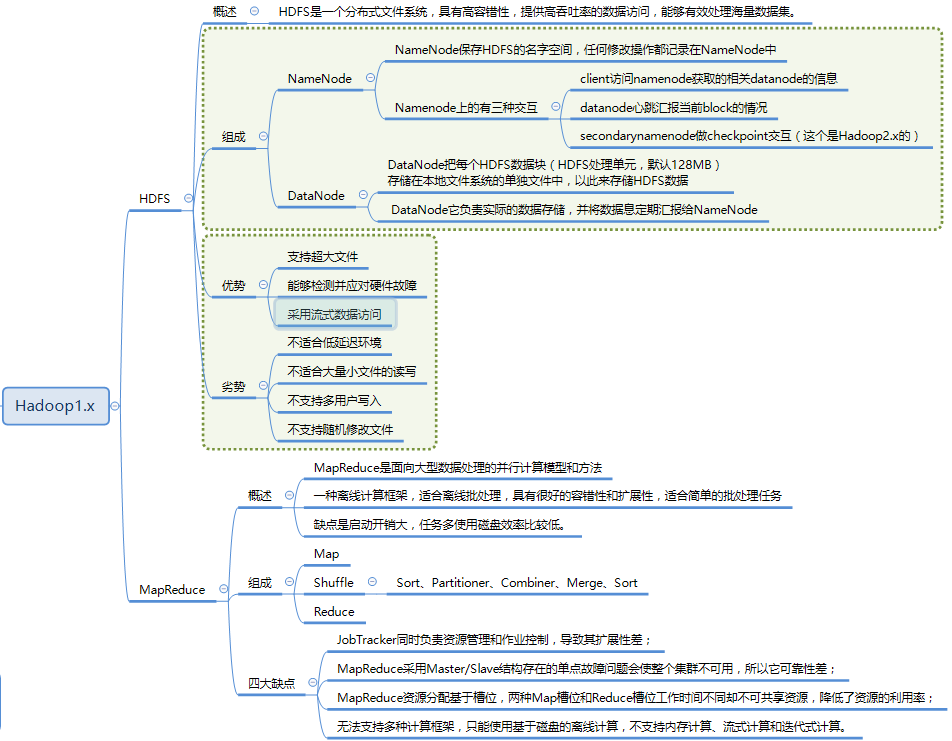 Hadoop1.x
HDFS
概述
HDFS是一个分布式文件系统，具有高容错性，提供高吞吐率的数据访问，能够有效处理海量数据集。
组成
NameNode
NameNode保存HDFS的名字空间，任何修改操作都记录在NameNode中
Namenode上的有三种交互
client访问namenode获取的相关datanode的信息
datanode心跳汇报当前block的情况
secondarynamenode做checkpoint交互（这个是Hadoop2.x的）
DataNode
DataNode把每个HDFS数据块（HDFS处理单元，默认128MB）
存储在本地文件系统的单独文件中，以此来存储HDFS数据
DataNode它负责实际的数据存储，并将数据息定期汇报给NameNode
优势
支持超大文件
能够检测并应对硬件故障
采用流式数据访问
劣势
不适合低延迟环境
不适合大量小文件的读写
不支持多用户写入
不支持随机修改文件
MapReduce
概述
MapReduce是面向大型数据处理的并行计算模型和方法
一种离线计算框架，适合离线批处理，具有很好的容错性和扩展性，适合简单的批处理任务
缺点是启动开销大，任务多使用磁盘效率比较低。
组成
Map
Shuffle
Sort、Partitioner、Combiner、Merge、Sort
Reduce
四大缺点
JobTracker同时负责资源管理和作业控制，导致其扩展性差；
MapReduce采用Master/Slave结构存在的单点故障问题会使整个集群不可用，所以它可靠性差；
MapReduce资源分配基于槽位，两种Map槽位和Reduce槽位工作时间不同却不可共享资源，降低了资源的利用率；
无法支持多种计算框架，只能使用基于磁盘的离线计算，不支持内存计算、流式计算和迭代式计算。